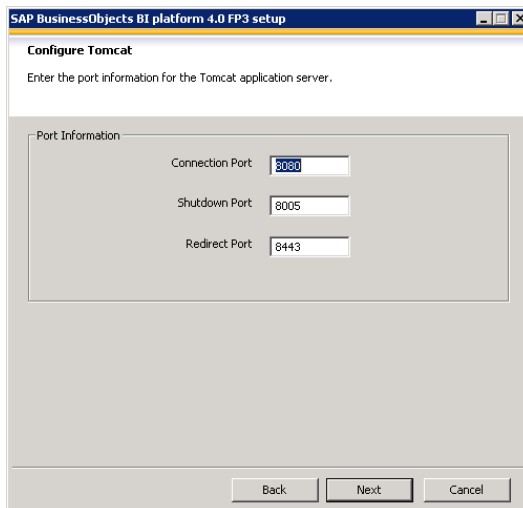 SAP BusinessObjects BI platform 4.0 FP3 setup
Configure Tomcat
Enter the port information for the Tomcat application server.
Port Information
Connection Port 8080
Shutdown Port 8005
Redirect Port 8443
Back Next Cancel